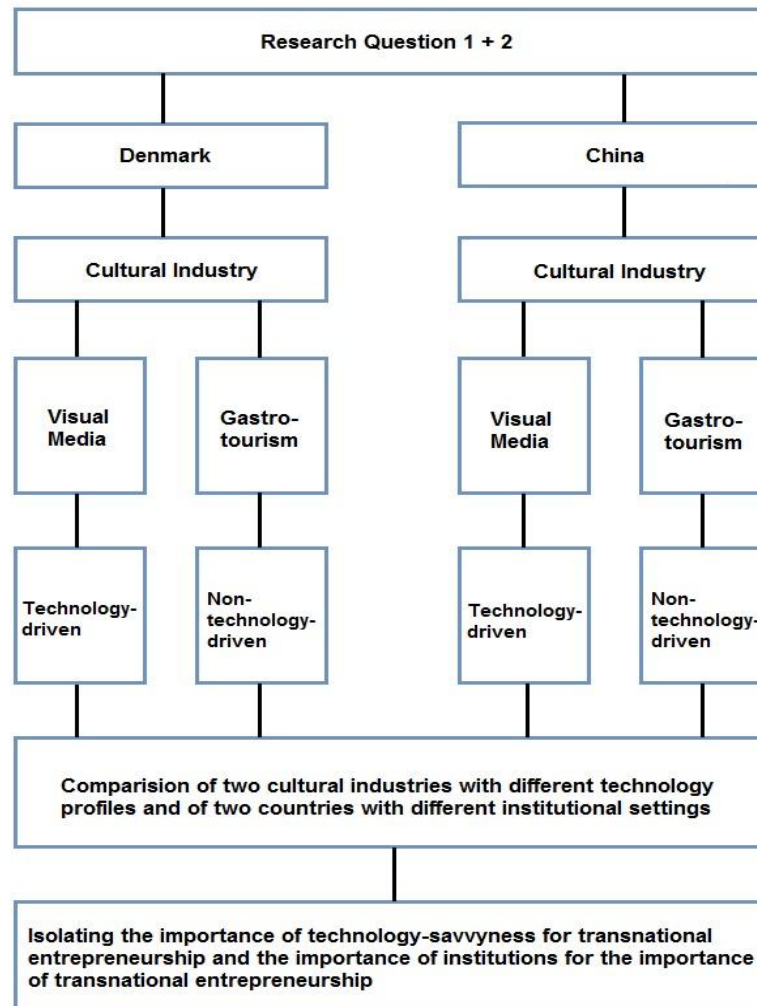 Research Question 1 + 2
Denmark
China
Cultural Industry
Cultural Industry
Visual
Media
Gastro-
tourism
Visual
Media
Gastro-
tourism
Technology-
driven
Non-
technology-
driven
Technology-
driven
Non-
technology-
driven
Comparision of two cultural industries with different technology
profiles and of two countries with different institutional settings
Isolating the importance of technology-savvyness for transnational
entrepreneurship and the importance of institutions for the importance
of transnational entrepreneurship